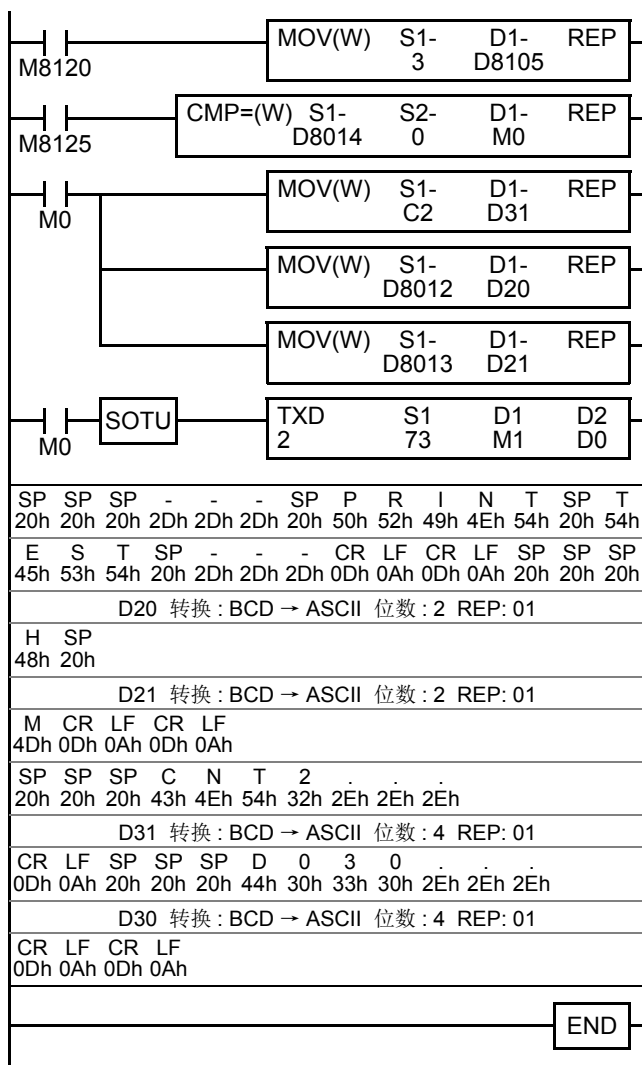 MOV(W) S1- D1- REP
3 D8105
M8120
CMP=(W) S1- S2- D1- REP
D8014 0 M0
M8125
MOV(W) S1- D1- REP
C2 D31
M0
MOV(W) S1- D1- REP
D8012 D20
MOV(W) S1- D1- REP
D8013 D21
SOTU TXD S1 D1 D2
2 73 M1 D0
M0
SP SP SP - - - SP P R I N T SP T
20h 20h 20h 2Dh 2Dh 2Dh 20h 50h 52h 49h 4Eh 54h 20h 54h
E S T SP - - - CR LF CR LF SP SP SP
45h 53h 54h 20h 2Dh 2Dh 2Dh 0Dh 0Ah 0Dh 0Ah 20h 20h 20h
D20 转换 : BCD → ASCII 位数 : 2 REP: 01
H SP
48h 20h
D21 转换 : BCD → ASCII 位数 : 2 REP: 01
M CR LF CR LF
4Dh 0Dh 0Ah 0Dh 0Ah
SP SP SP C N T 2 . . .
20h 20h 20h 43h 4Eh 54h 32h 2Eh 2Eh 2Eh
D31 转换 : BCD → ASCII 位数 : 4 REP: 01
CR LF SP SP SP D 0 3 0 . . .
0Dh 0Ah 20h 20h 20h 44h 30h 33h 30h 2Eh 2Eh 2Eh
D30 转换 : BCD → ASCII 位数 : 4 REP: 01
CR LF CR LF
0Dh 0Ah 0Dh 0Ah
END